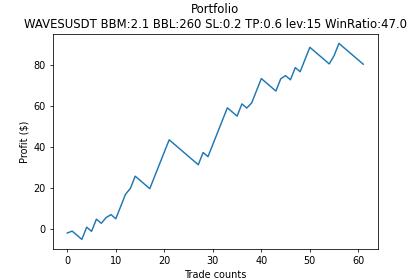 Portfolio
WAVESUSDT BBM:2.1 BBL:260 SL:0.2 TP:0.6 lev:15 WinRatio:47.0
80
60
40
20
0
Profit ($)
0 10 20 30 40 50 60
Trade counts